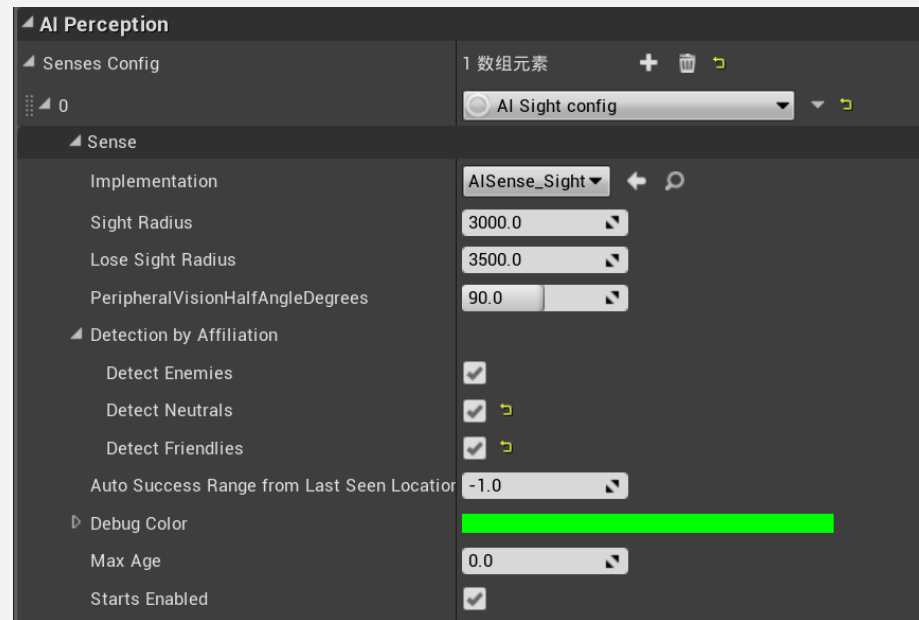 AI Perception
Senses Config 1 数组元素
0 AI Sight config
Sense
Implementation AISense_Sight
Sight Radius 3000.0
Lose Sight Radius 3500.0
PeripheralVisionHalfAngleDegrees 90.0
Detection by Affiliation
Detect Enemies
Detect Neutrals
Detect Friendlies
Auto Success Range from Last Seen Location -1.0
Debug Color
Max Age 0.0
Starts Enabled